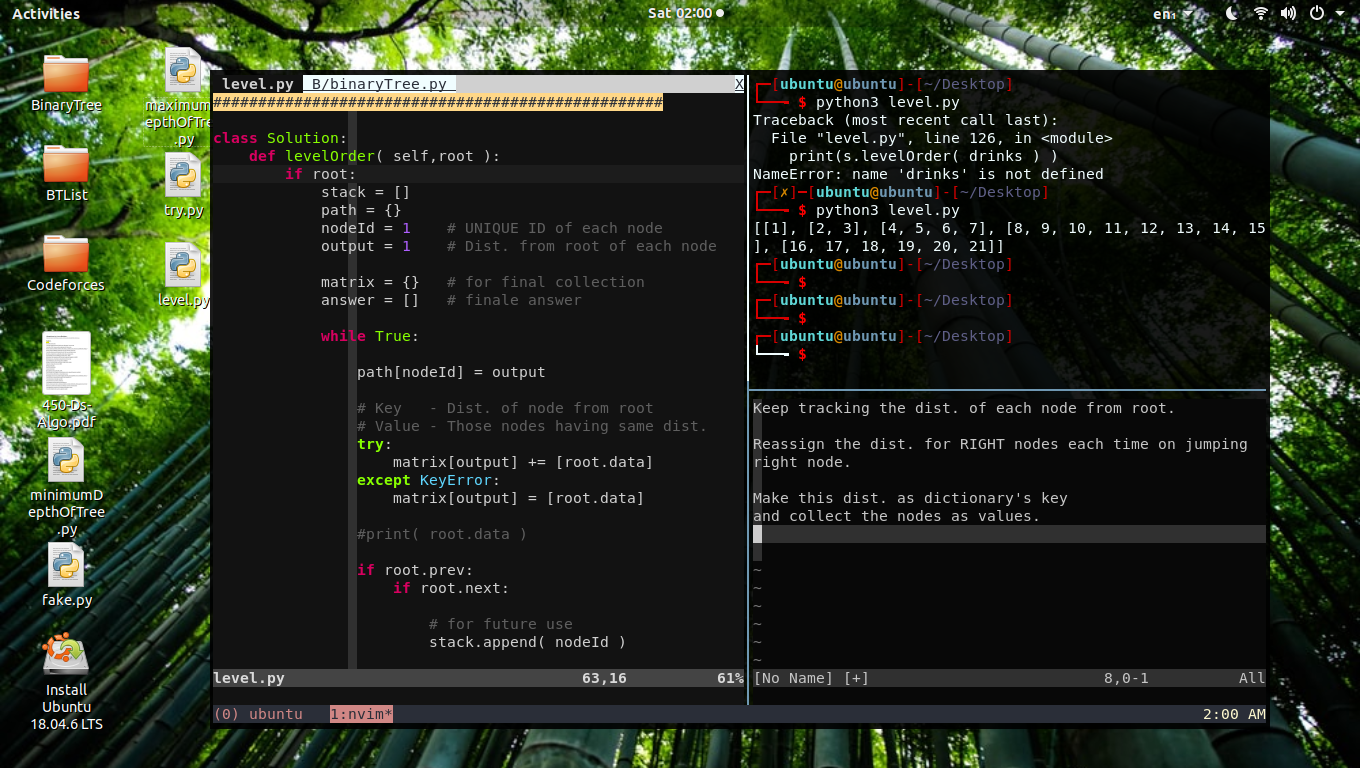 Activities
Sat 02:00
en₁
BinaryTree
BTList
Codeforces
450-Ds-
Algo.pdf
minimumD
epthOfTree
.py
fake.py
Install
Ubuntu
18.04.6 LTS
maximum
epthOfTre
.py
try.py
level.py
level.py B/binaryTree.py X
##################################################
class Solution:
def levelOrder( self,root ):
if root:
stack = []
path = {}
nodeId = 1 # UNIQUE ID of each node
output = 1 # Dist. from root of each node
matrix = {} # for final collection
answer = [] # finale answer
while True:
path[nodeId] = output
# Key - Dist. of node from root
# Value - Those nodes having same dist.
try:
matrix[output] += [root.data]
except KeyError:
matrix[output] = [root.data]
#print( root.data )
if root.prev:
if root.next:
# for future use
stack.append( nodeId )
level.py 63,16 61%
[ubuntu@ubuntu]-[~/Desktop]
$ python3 level.py
Traceback (most recent call last):
File "level.py", line 126, in <module>
print(s.levelOrder( drinks ) )
NameError: name 'drinks' is not defined
[✗]-[ubuntu@ubuntu]-[~/Desktop]
$ python3 level.py
[[1], [2, 3], [4, 5, 6, 7], [8, 9, 10, 11, 12, 13, 14, 15
], [16, 17, 18, 19, 20, 21]]
[ubuntu@ubuntu]-[~/Desktop]
$
[ubuntu@ubuntu]-[~/Desktop]
$
[ubuntu@ubuntu]-[~/Desktop]
$
Keep tracking the dist. of each node from root.
Reassign the dist. for RIGHT nodes each time on jumping
right node.
Make this dist. as dictionary's key
and collect the nodes as values.
~
~
~
~
~
~
[No Name] [+] 8,0-1 All
(0) ubuntu 1:nvim* 2:00 AM